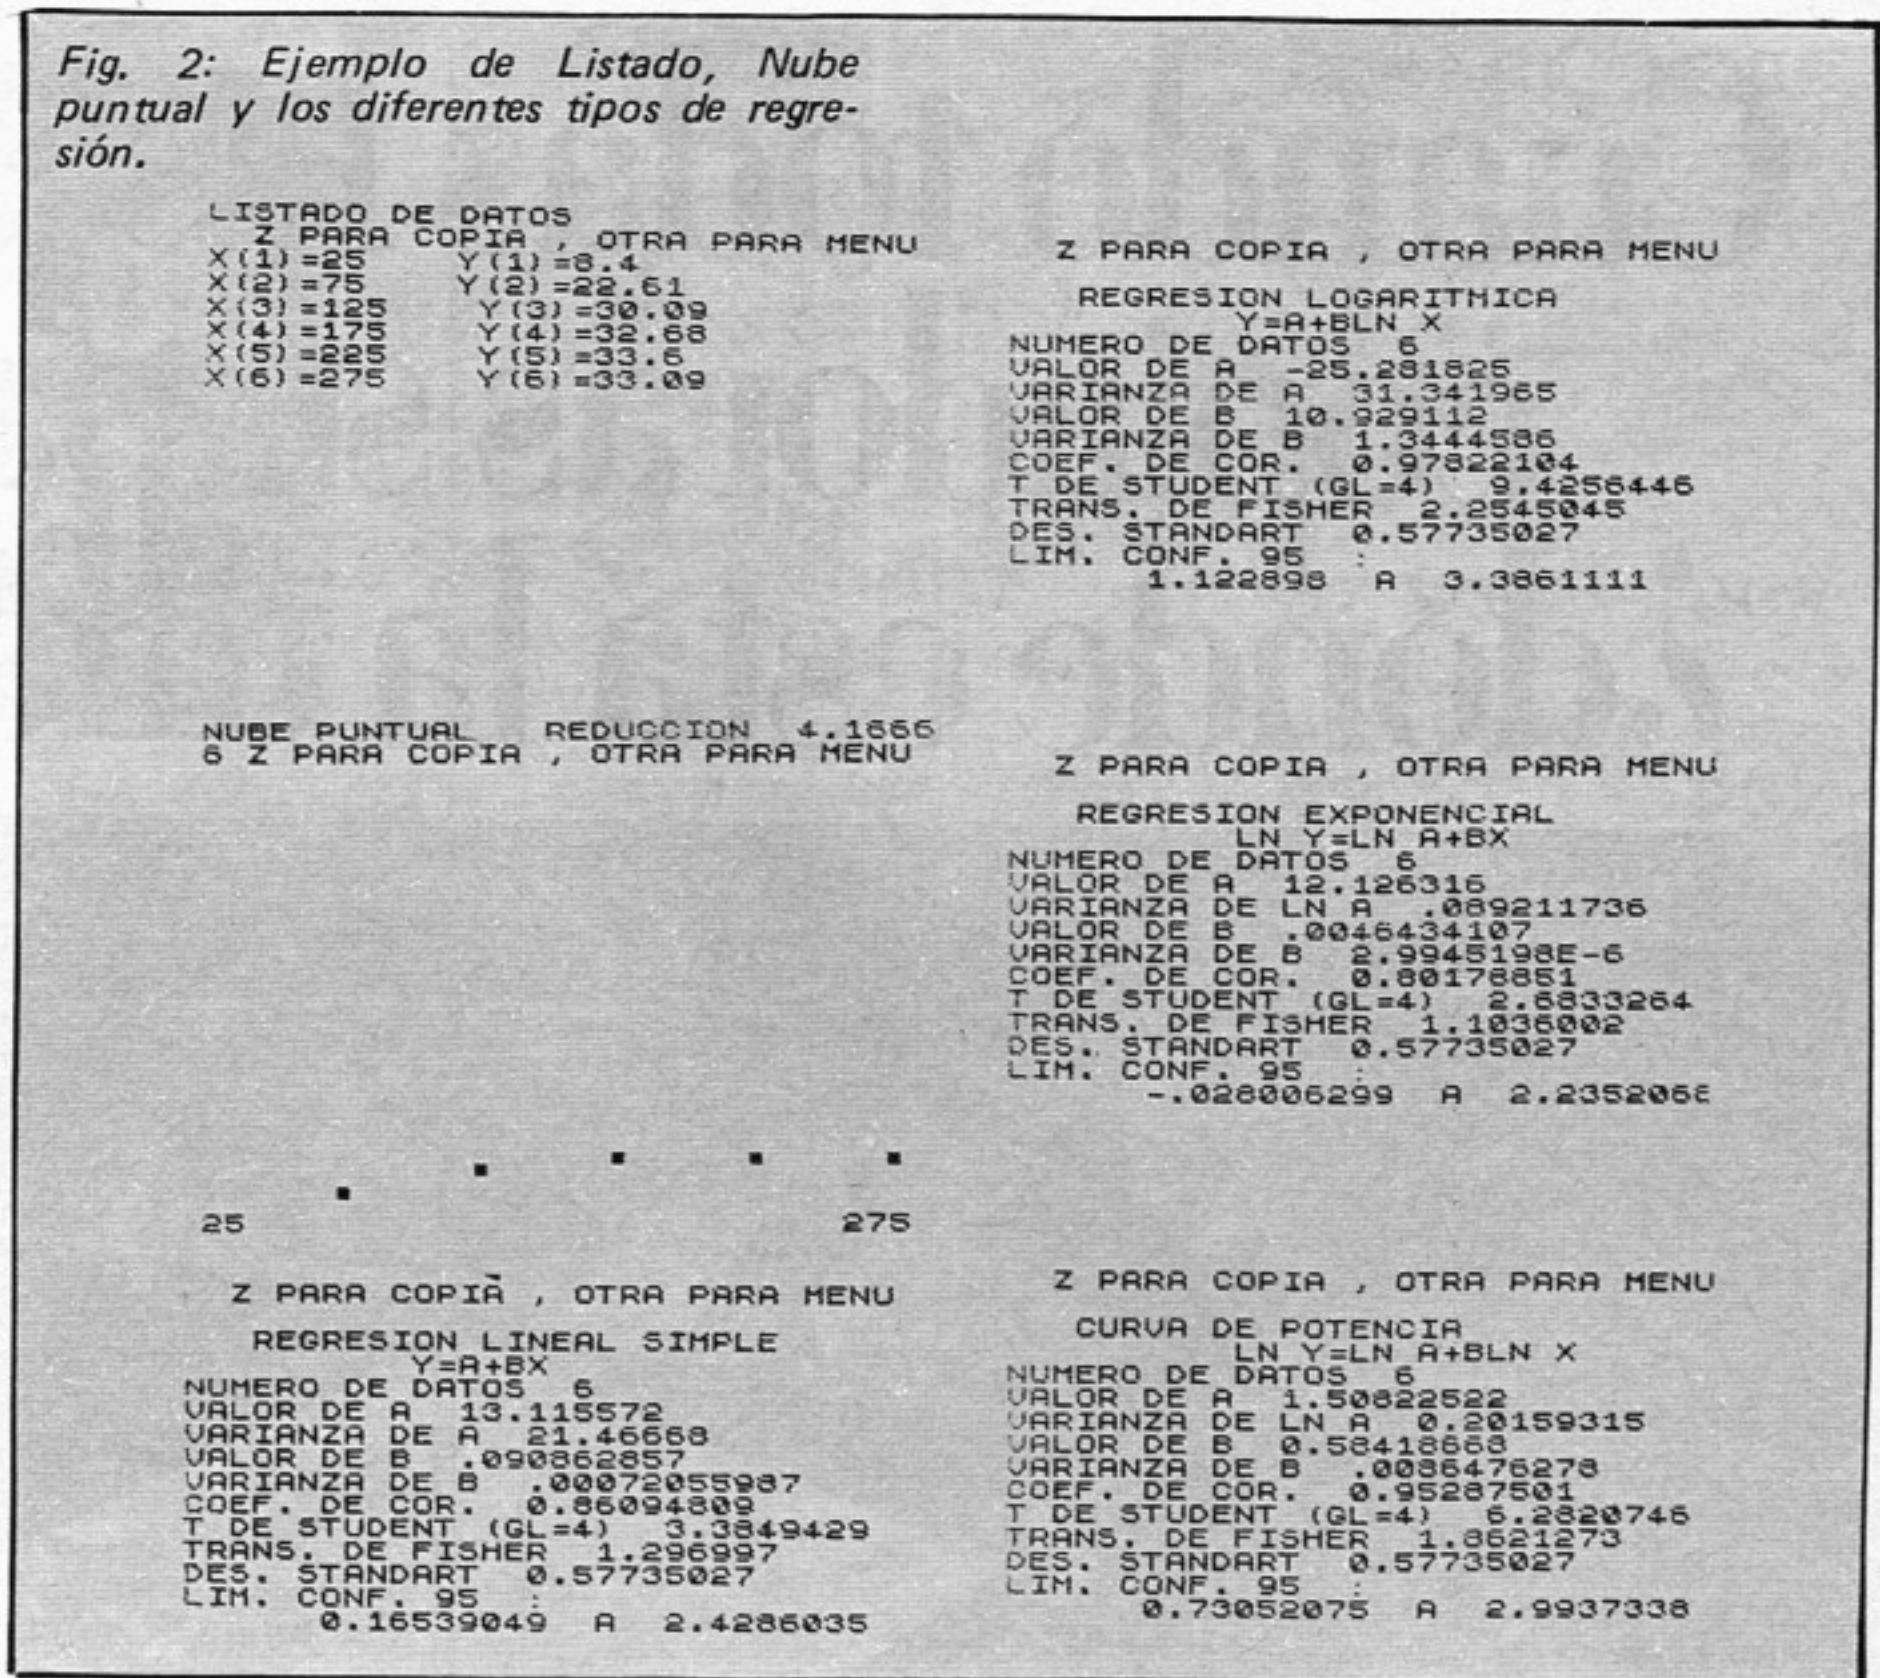 Fig. 2: Ejemplo de Listado, Nube
puntual y los diferentes tipos de regre-
sión.
LISTADO DE DATOS
Z PARA COPIA , OTRA PARA MENU
X(1)=25 Y(1)=8.4
X(2)=75 Y(2)=22.61
X(3)=125 Y(3)=30.09
X(4)=175 Y(4)=32.68
X(5)=225 Y(5)=33.6
X(6)=275 Y(6)=33.09
NUBE PUNTUAL REDUCCION 4.1666
6 Z PARA COPIA , OTRA PARA MENU
25 275
Z PARA COPIA , OTRA PARA MENU
REGRESION LINEAL SIMPLE
Y=A+BX
NUMERO DE DATOS 6
VALOR DE A 13.115572
VARIANZA DE A 21.46668
VALOR DE B .090862857
VARIANZA DE B .00072055987
COEF. DE COR. 0.86094809
T DE STUDENT (GL=4) 3.3849429
TRANS. DE FISHER 1.296997
DES. STANDART 0.57735027
LIM. CONF. 95 :
0.16539049 A 2.4286035
Z PARA COPIA , OTRA PARA MENU
REGRESION LOGARITMICA
Y=A+BLN X
NUMERO DE DATOS 6
VALOR DE A -25.281825
VARIANZA DE A 31.341965
VALOR DE B 10.929112
VARIANZA DE B 1.3444586
COEF. DE COR. 0.97822104
T DE STUDENT (GL=4) 9.4256446
TRANS. DE FISHER 2.2545045
DES. STANDART 0.57735027
LIM. CONF. 95 :
1.122898 A 3.3861111
Z PARA COPIA , OTRA PARA MENU
REGRESION EXPONENCIAL
LN Y=LN A+BX
NUMERO DE DATOS 6
VALOR DE A 12.126316
VARIANZA DE LN A .089211736
VALOR DE B .0046434107
VARIANZA DE B 2.9945198E-6
COEF. DE COR. 0.80176851
T DE STUDENT (GL=4) 2.6833264
TRANS. DE FISHER 1.1036002
DES. STANDART 0.57735027
LIM. CONF. 95 :
-.028006299 A
Z PARA COPIA , OTRA PARA MENU
CURVA DE POTENCIA
LN Y=LN A+BLN X
NUMERO DE DATOS 6
VALOR DE A 1.50822522
VARIANZA DE LN A 0.20159315
VALOR DE B 0.58418668
VARIANZA DE B .0086476278
COEF. DE COR. 0.95287501
T DE STUDENT (GL=4) 6.2820746
TRANS. DE FISHER 1.8621273
DES. STANDART 0.57735027
LIM. CONF. 95 :
0.73052075 A 2.9937338